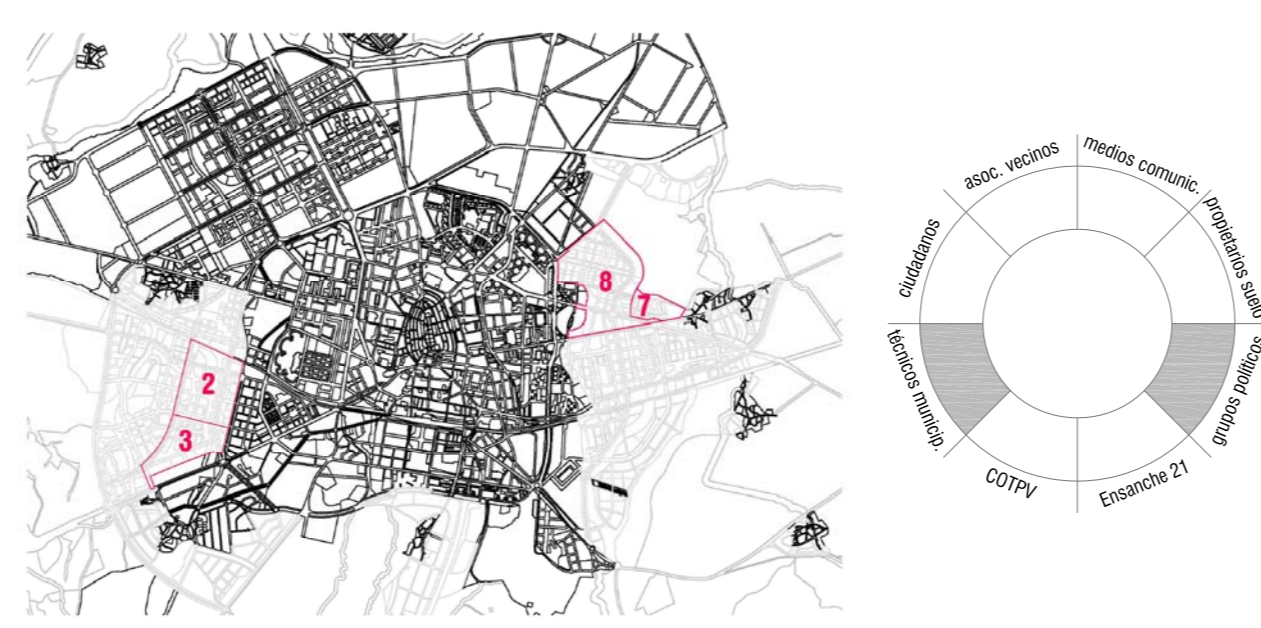 8
7
2
3
asoc. vecinos
medios comunic.
propietarios suelo
grupos políticos
Ensanche 21
COTPV
técnicos municip.
ciudadanos